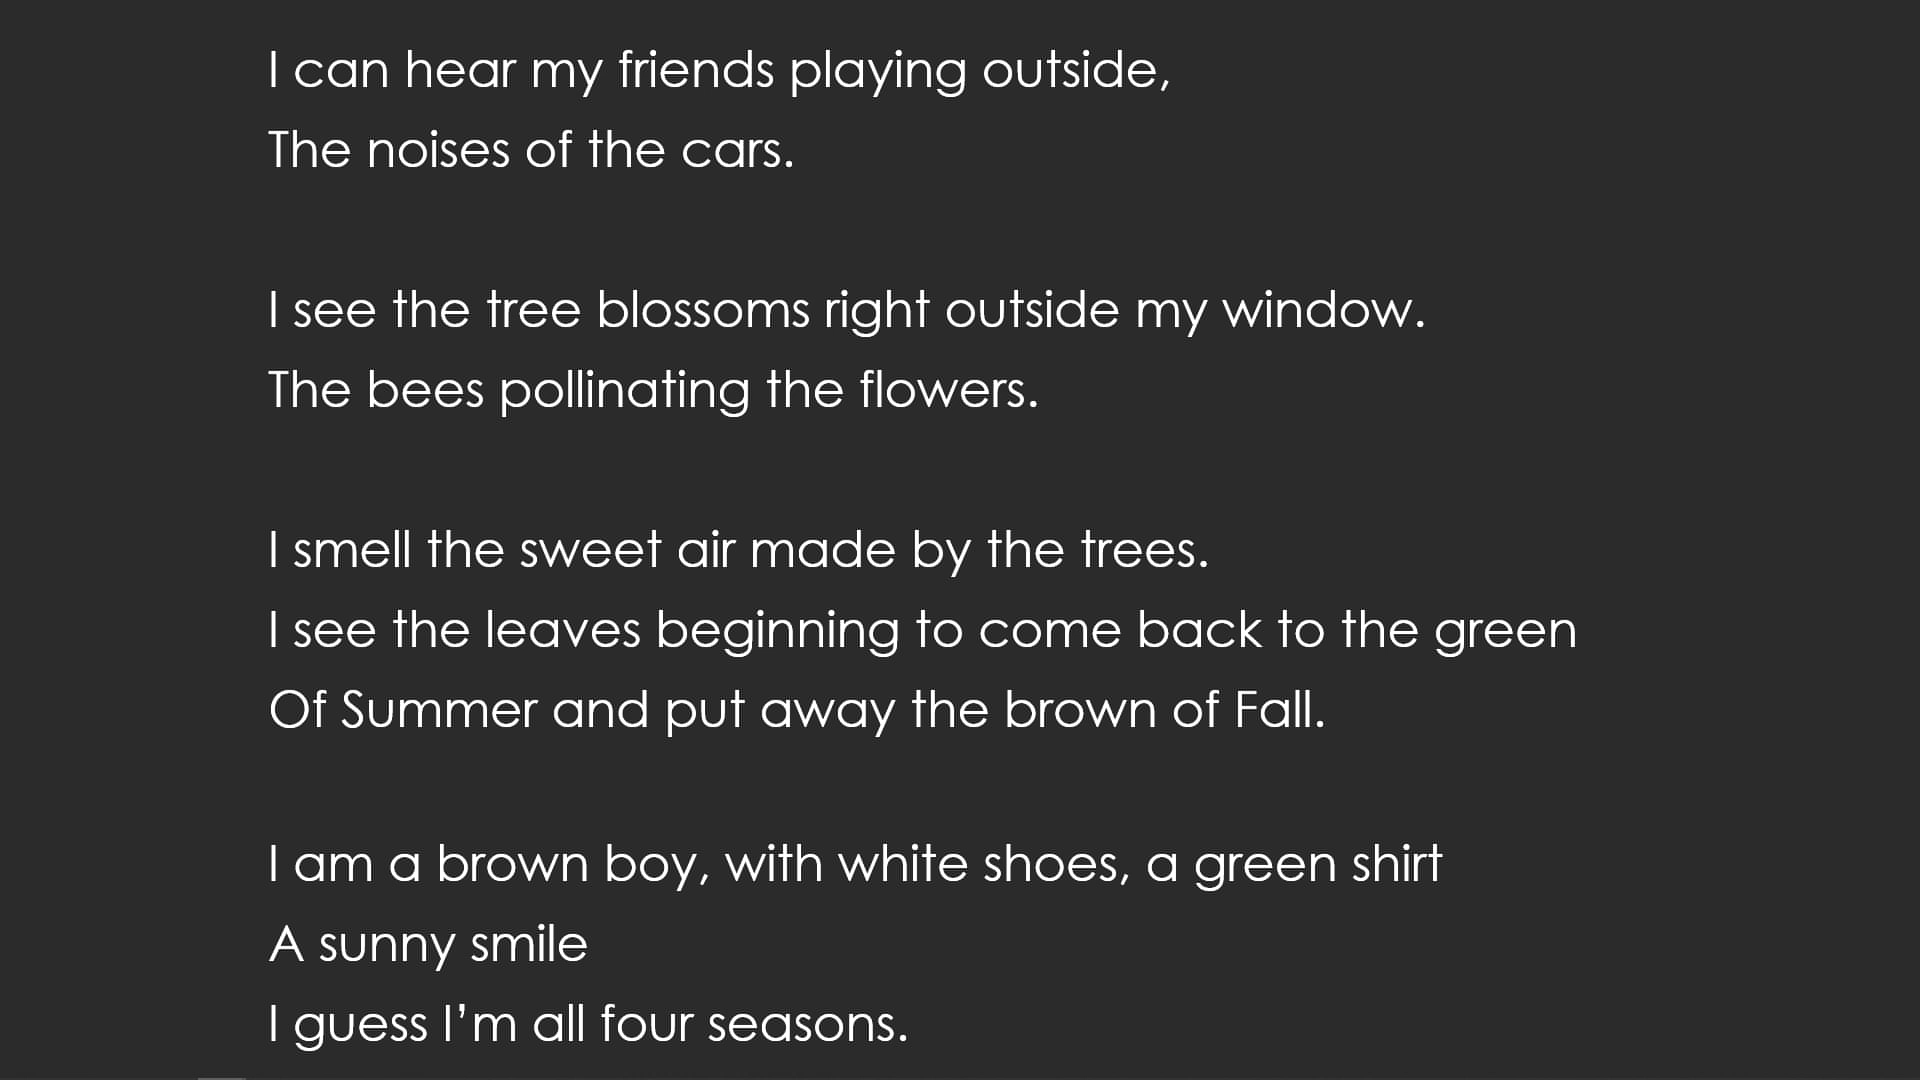 I can hear my friends playing outside,
The noises of the cars.
I see the tree blossoms right outside my window.
The bees pollinating the flowers.
I smell the sweet air made by the trees.
I see the leaves beginning to come back to the green
Of Summer and put away the brown of Fall.
I am a brown boy, with white shoes, a green shirt
A sunny smile
I guess I’m all four seasons.